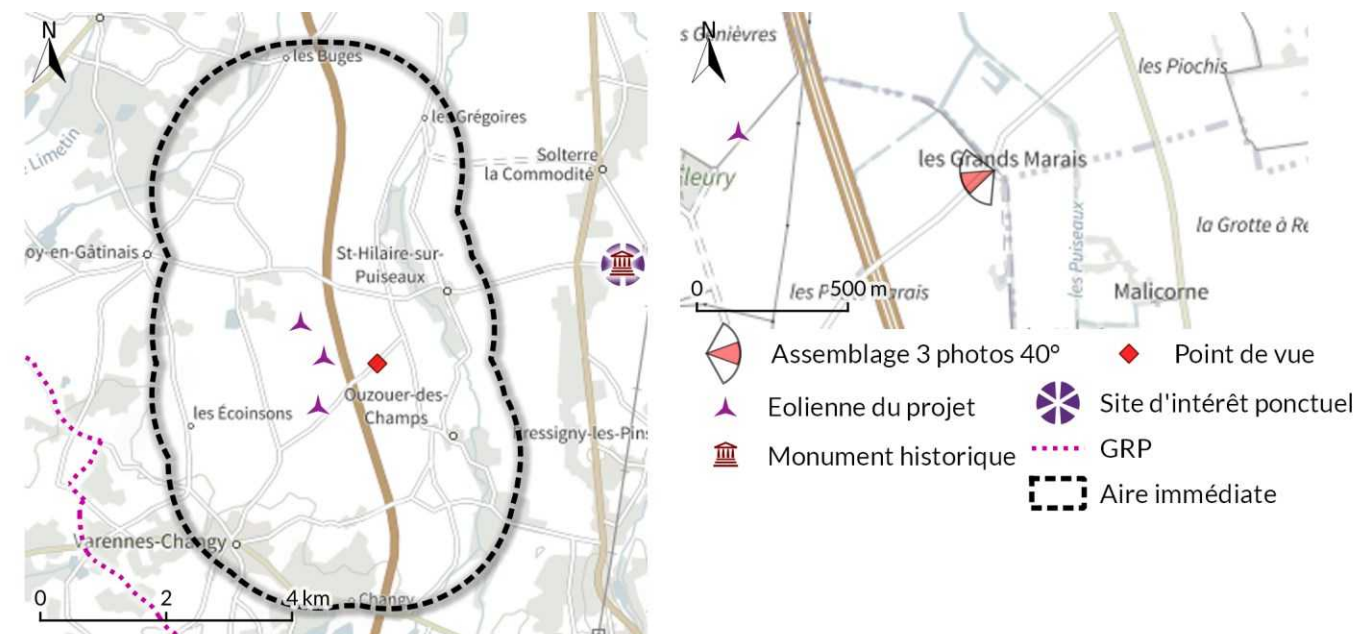 N
les Buges
les Grégoires
Limetin
Solterre
la Commodité
oy-en-Gâtinais
St-Hilaire-sur-
Puiseaux
les Écoinsons
Ouzouer-des-
Champs
ressigny-les-Pins
Varennes-Changy
Changy
0 2 4 km
N
s Genièvres
les Piochis
les Grands Marais
fleury
la Grotte à Re
les Puiseaux
Malicorne
0 500 m
les P arais
Assemblage 3 photos 40°
Point de vue
Eolienne du projet
Site d'intérêt ponctuel
Monument historique
GRP
Aire immédiate